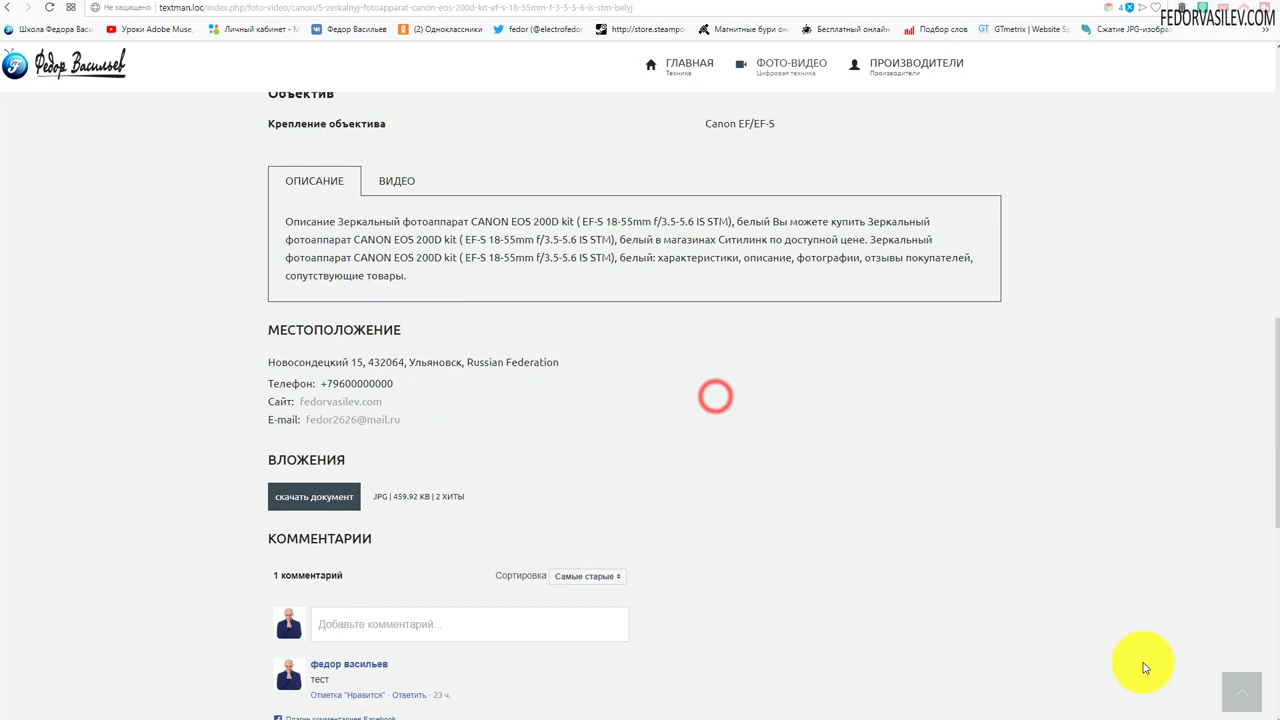 Не защищено
textman.loc/index.php/foto-video/canon/5-zerkalnyj-fotoapparat-canon-eos-200d-kit-ef-s-18-55mm-f-3-5-5-6-is-stm-belyj
4
FEDORVASILEV.COM
Школа Федора Васи.
Уроки Adobe Muse,
Личный кабинет - М
Федор Васильев
(2) Одноклассники
fedor (@electrofedor
http://store.steampo
Магнитные бури он
Бесплатный онлайн
Подбор слов
GTmetrix | Website S
Сжатие JPG-изобра
Федор Васильев
ГЛАВНАЯ
Техника
ФОТО-ВИДЕО
Цифровая техника
ПРОИЗВОДИТЕЛИ
Производители
Объектив
Крепление объектива
Canon EF/EF-S
ОПИСАНИЕ
ВИДЕО
Описание Зеркальный фотоаппарат CANON EOS 200D kit ( EF-S 18-55mm f/3.5-5.6 IS STM), белый Вы можете купить Зеркальный
фотоаппарат CANON EOS 200D kit ( EF-S 18-55mm f/3.5-5.6 IS STM), белый в магазинах Ситилинк по доступной цене. Зеркальный
фотоаппарат CANON EOS 200D kit ( EF-S 18-55mm f/3.5-5.6 IS STM), белый: характеристики, описание, фотографии, отзывы покупателей,
сопутствующие товары.
МЕСТОПОЛОЖЕНИЕ
Новосондецкий 15, 432064, Ульяновск, Russian Federation
Телефон: +79600000000
Сайт: fedorvasilev.com
E-mail: fedor2626@mail.ru
ВЛОЖЕНИЯ
скачать документ
JPG | 459.92 KB | 2 ХИТЫ
КОММЕНТАРИИ
1 комментарий
Сортировка
Самые старые
Добавьте комментарий...
федор васильев
тест
Отметка "Нравится" · Ответить · 23 ч.
Плагин комментариев Facebook